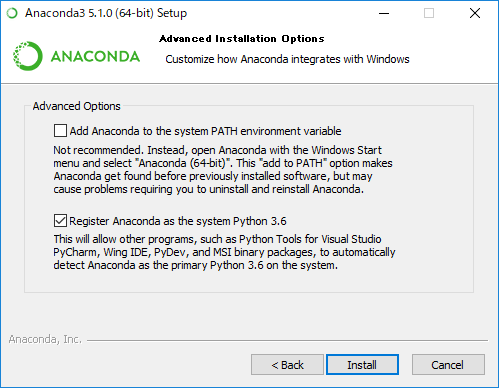 Anaconda3 5.1.0 (64-bit) Setup
Advanced Installation Options
ANACONDA
Customize how Anaconda integrates with Windows
Advanced Options
Add Anaconda to the system PATH environment variable
Not recommended. Instead, open Anaconda with the Windows Start
menu and select "Anaconda (64-bit)". This "add to PATH" option makes
Anaconda get found before previously installed software, but may
cause problems requiring you to uninstall and reinstall Anaconda.
Register Anaconda as the system Python 3.6
This will allow other programs, such as Python Tools for Visual Studio
PyCharm, Wing IDE, PyDev, and MSI binary packages, to automatically
detect Anaconda as the primary Python 3.6 on the system.
Anaconda, Inc.
< Back
Install
Cancel